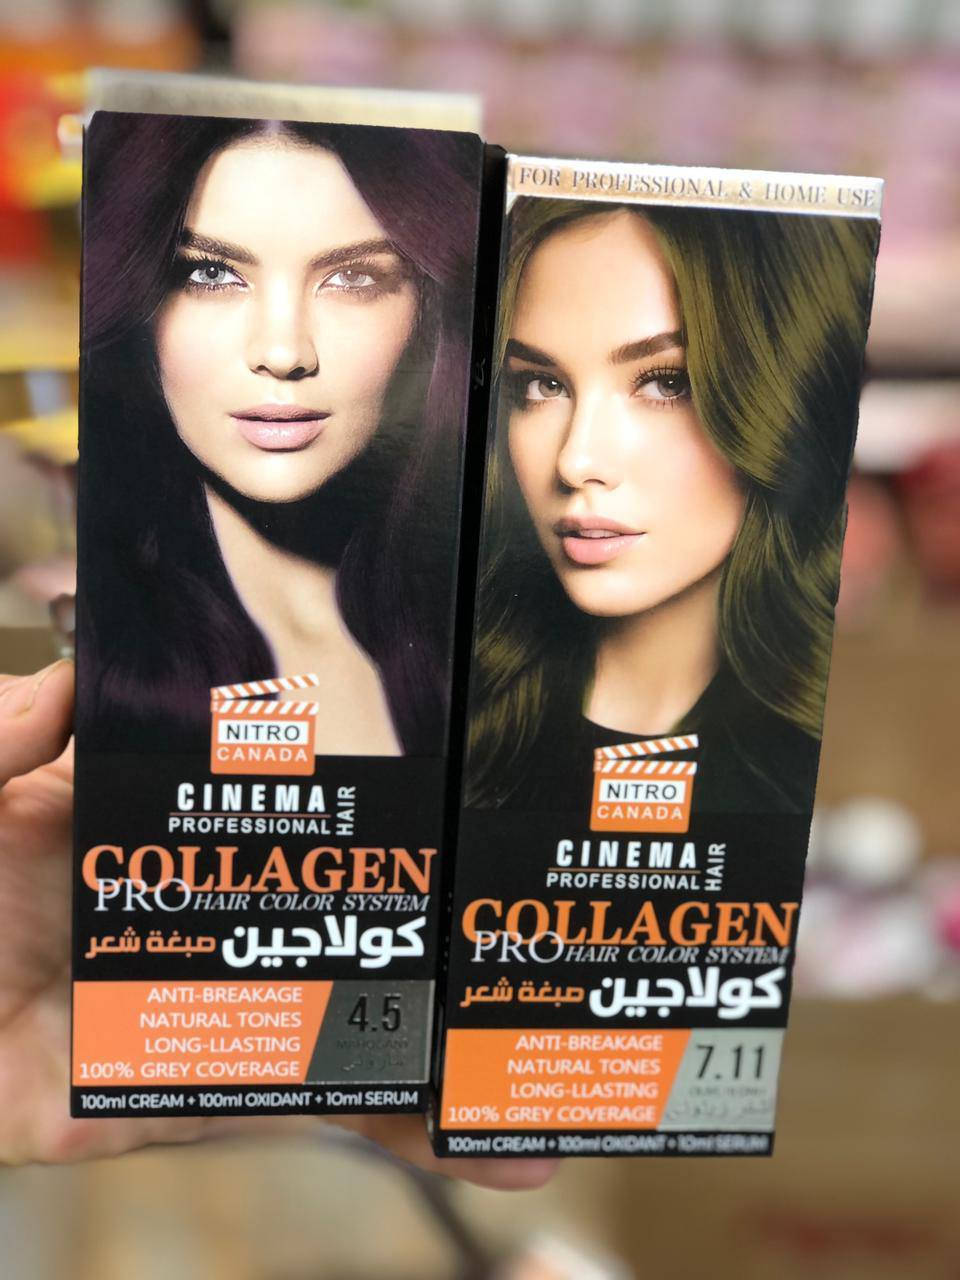 NITRO
CANADA
CINEMA
PROFESSIONAL
HAIR
COLLAGEN
PRO HAIR COLOR SYSTEM
كولاجين صبغة شعر
ANTI-BREAKAGE
NATURAL TONES
LONG-LLASTING
100% GREY COVERAGE
4.5
MAHOGANY
100ml CREAM + 100ml OXIDANT + 10ml SERUM
FOR PROFESSIONAL & HOME USE
NITRO
CANADA
CINEMA
PROFESSIONAL
HAIR
COLLAGEN
PRO HAIR COLOR SYSTEM
كولاجين صبغة شعر
ANTI-BREAKAGE
NATURAL TONES
LONG-LLASTING
100% GREY COVERAGE
7.11
أشقر زيتوني
100ml CREAM + 100ml OXIDANT + 10ml SERUM